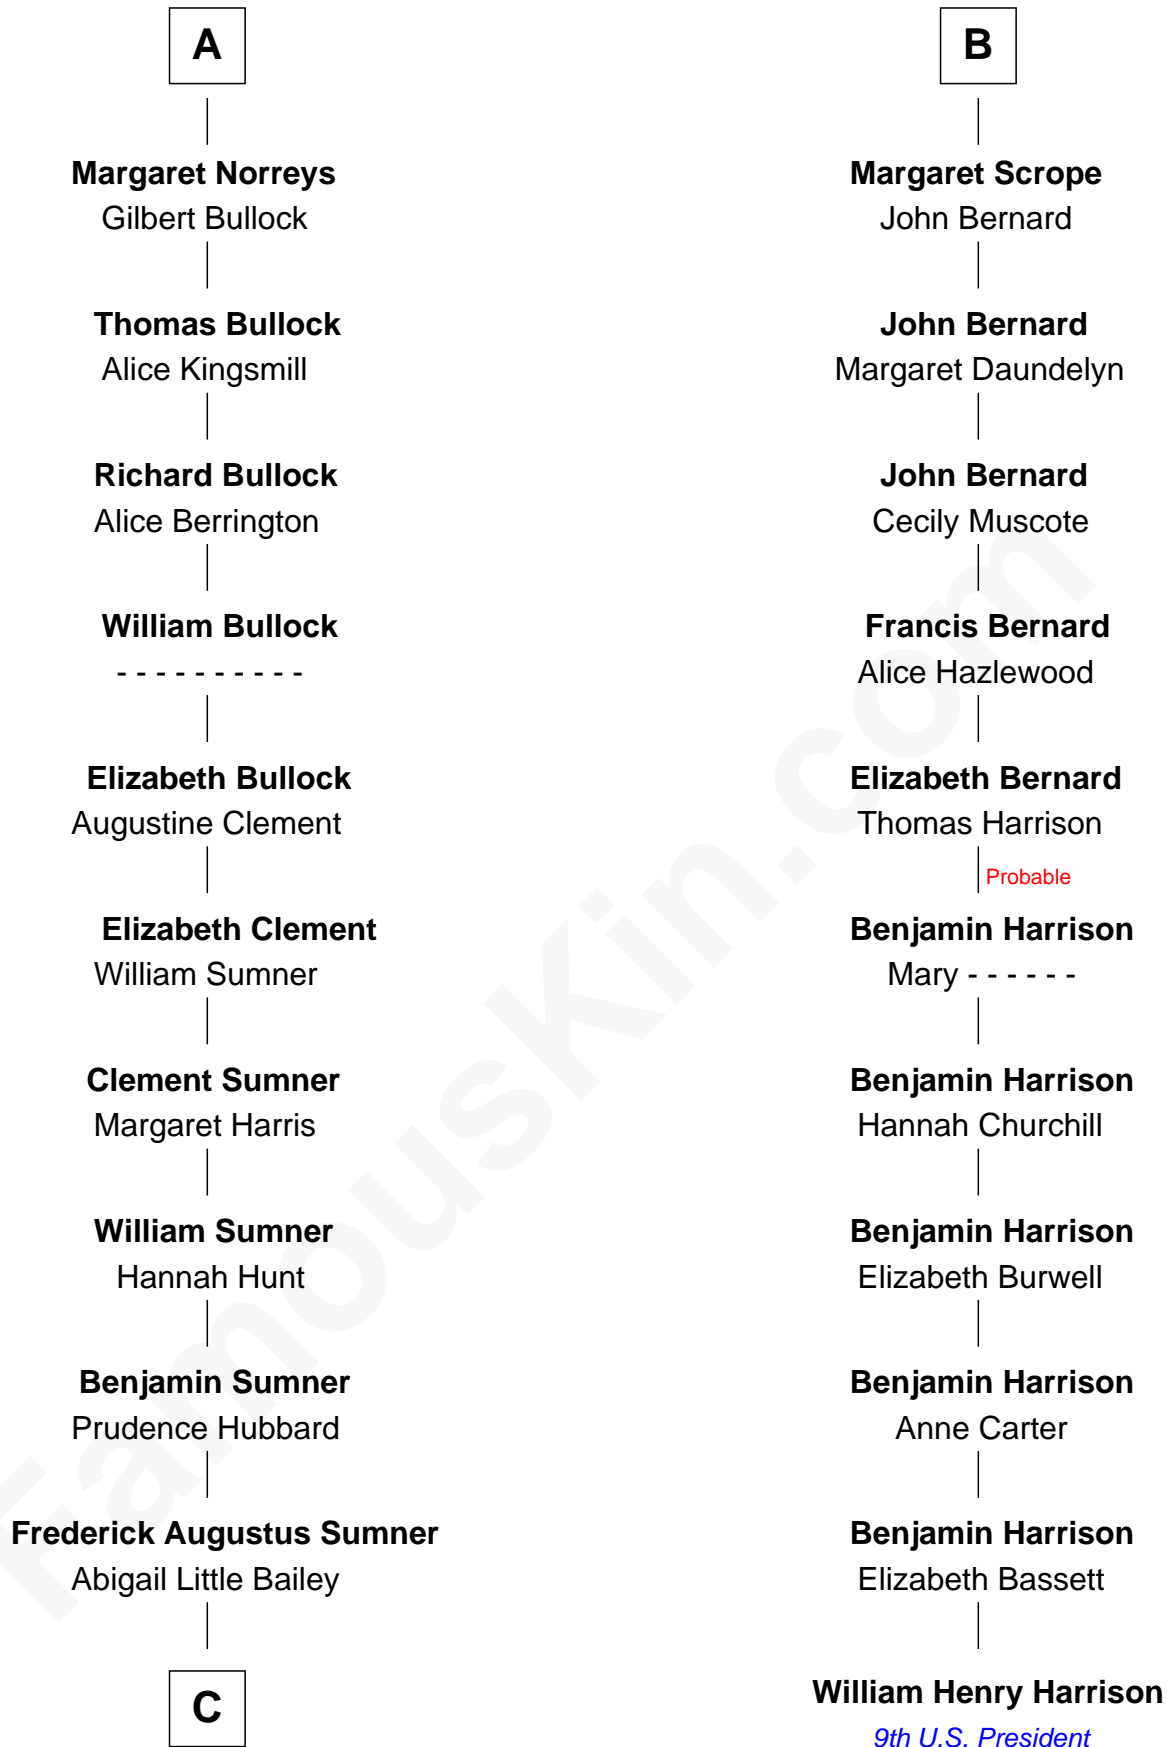 A
Margaret Norreys
Gilbert Bullock
Thomas Bullock
Alice Kingsmill
Richard Bullock
Alice Berrington
William Bullock
- - - - - - - - - -
Elizabeth Bullock
Augustine Clement
Elizabeth Clement
William Sumner
Clement Sumner
Margaret Harris
William Sumner
Hannah Hunt
Benjamin Sumner
Prudence Hubbard
Frederick Augustus Sumner
Abigail Little Bailey
C
B
Margaret Scrope
John Bernard
John Bernard
Margaret Daundelyn
John Bernard
Cecily Muscote
Francis Bernard
Alice Hazlewood
Elizabeth Bernard
Thomas Harrison
Probable
Benjamin Harrison
Mary - - - - - -
Benjamin Harrison
Hannah Churchill
Benjamin Harrison
Elizabeth Burwell
Benjamin Harrison
Anne Carter
Benjamin Harrison
Elizabeth Bassett
William Henry Harrison
9th U.S. President
FamousKin.com